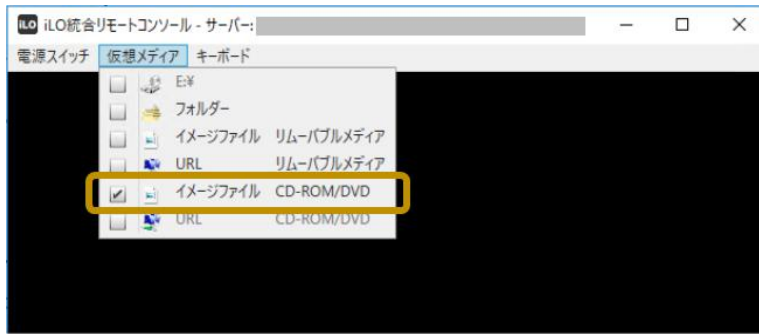 iLO iLO統合リモートコンソール - サーバー:
電源スイッチ 仮想メディア キーボード
E:¥
フォルダー
イメージファイル リムーバブルメディア
URL リムーバブルメディア
イメージファイル CD-ROM/DVD
URL CD-ROM/DVD